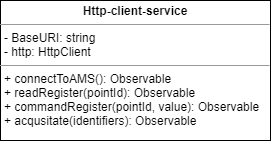 Http-client-service
- BaseURI: string
- http: HttpClient
+ connectToAMS(): Observable
+ readRegister(pointId): Observable
+ commandRegister(pointId, value): Observable
+ acqusitate(identifiers): Observable